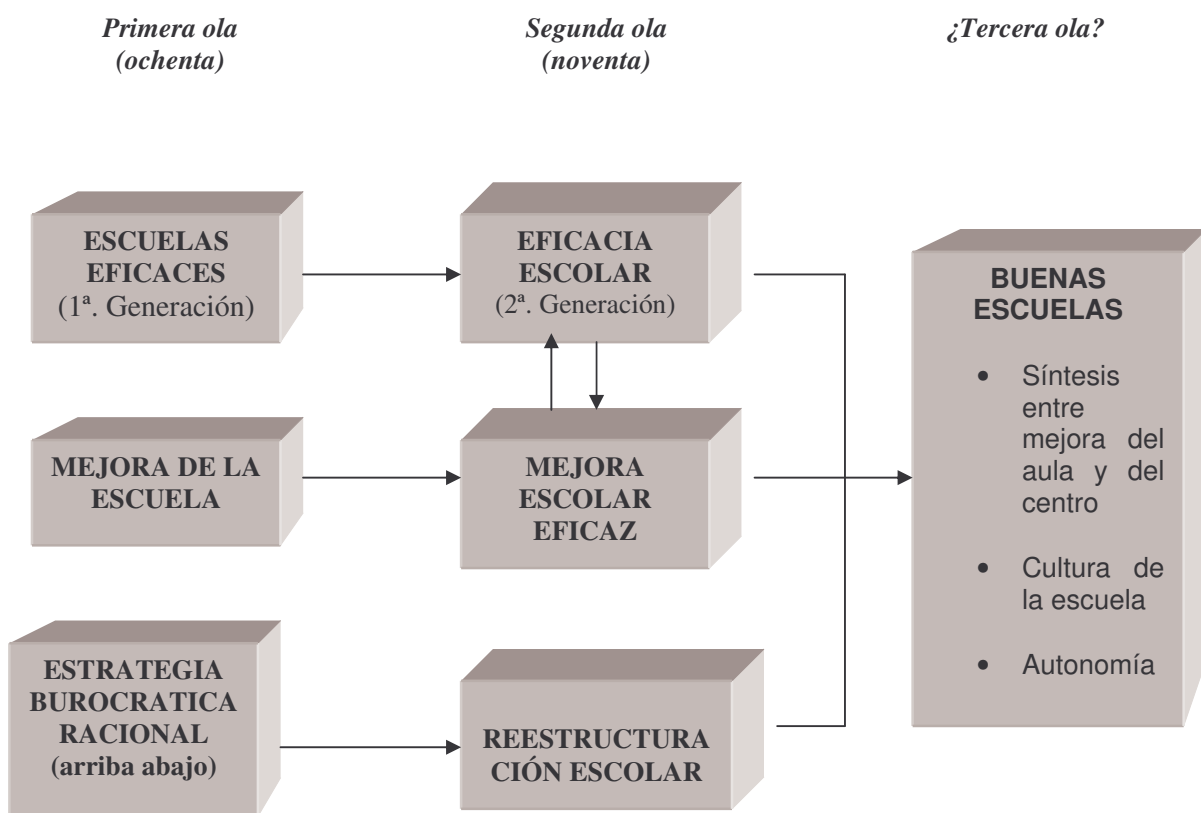 Primera ola
(ochenta)
Segunda ola
(noventa)
¿Tercera ola?
ESCUELAS
EFICACES
(1ª. Generación)
EFICACIA
ESCOLAR
(2ª. Generación)
MEJORA DE LA
ESCUELA
MEJORA
ESCOLAR
EFICAZ
ESTRATEGIA
BUROCRATICA
RACIONAL
(arriba abajo)
REESTRUCTURA
CIÓN ESCOLAR
BUENAS
ESCUELAS
• Síntesis
entre
mejora del
aula y del
centro
• Cultura de
la escuela
• Autonomía